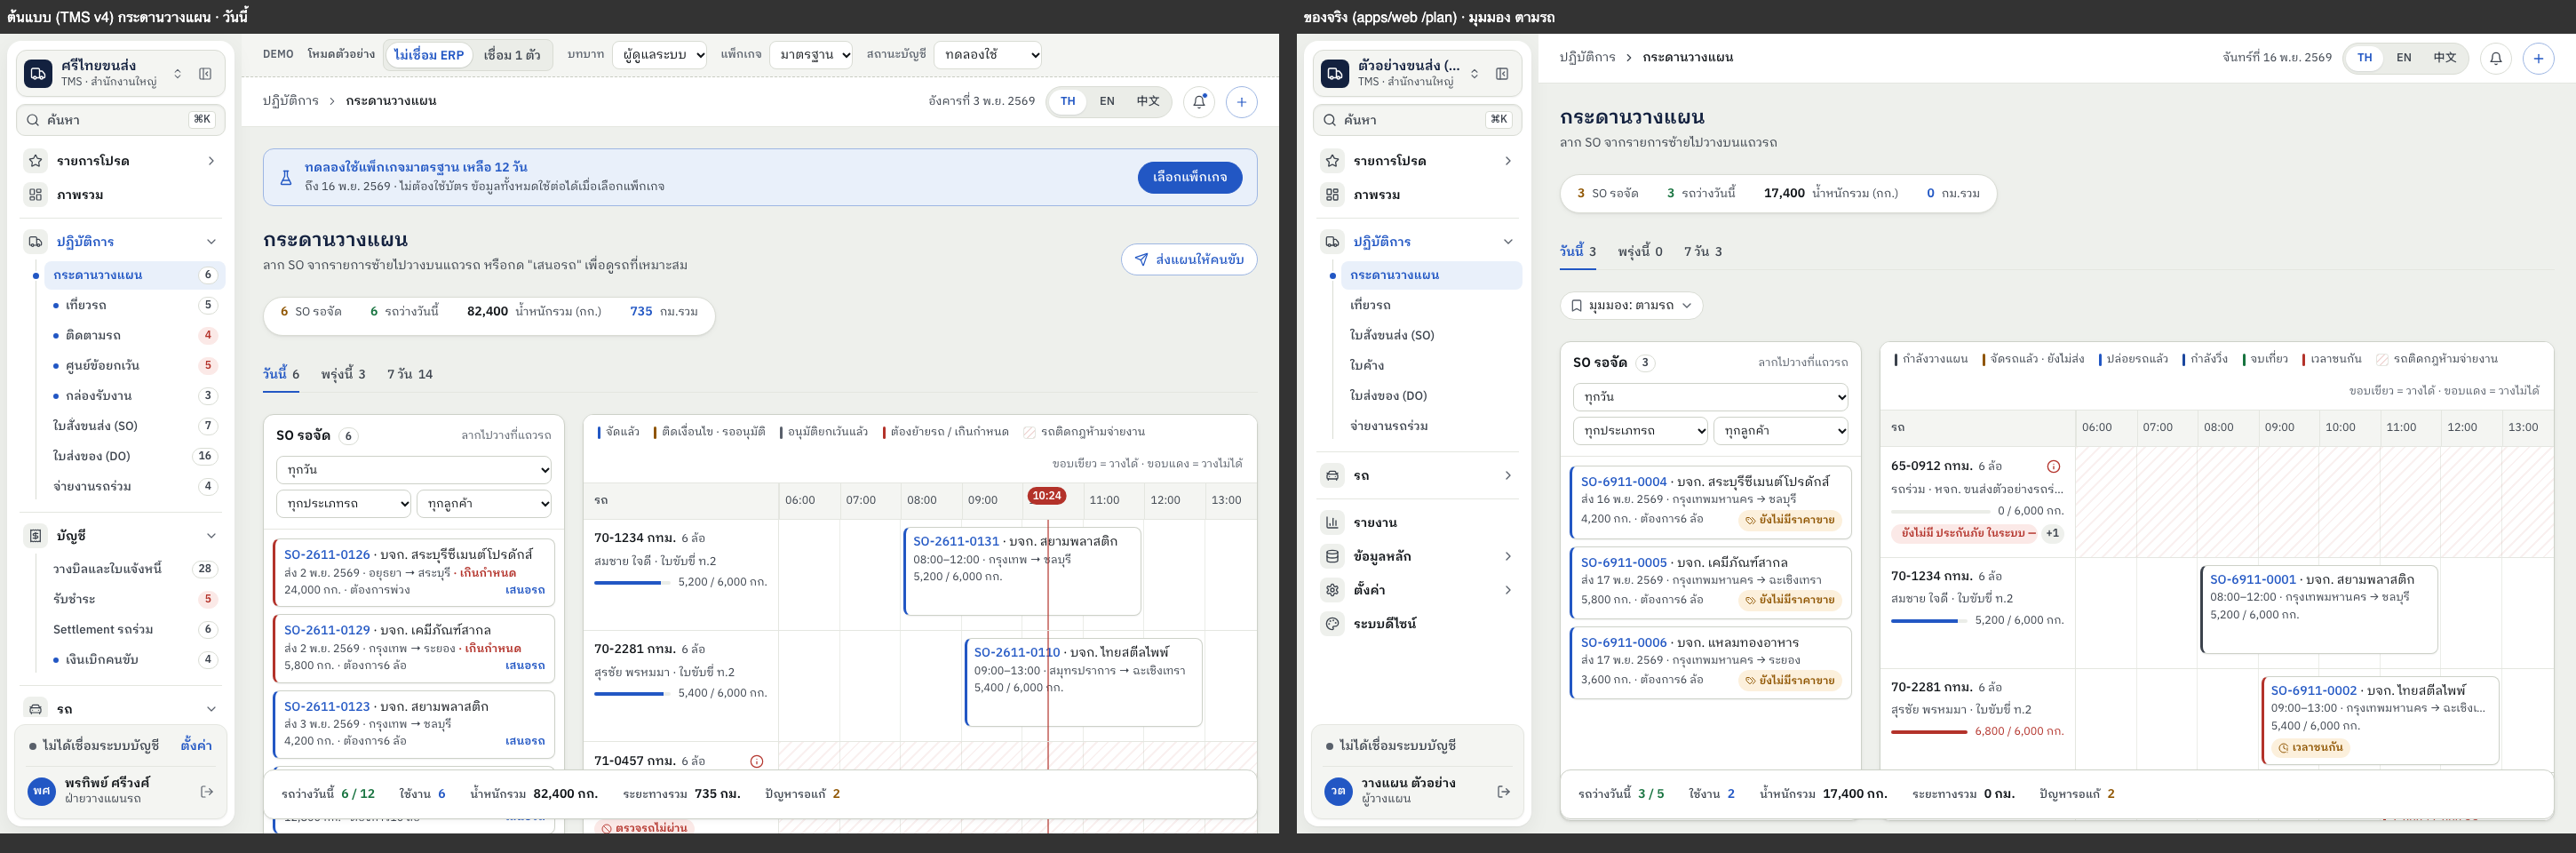 ต้นแบบ (TMS v4) กระดานวางแผน · วันนี้
ศรีไทยขนส่ง
TMS · สำนักงานใหญ่
ค้นหา ⌘K
รายการโปรด
ภาพรวม
ปฏิบัติการ
กระดานวางแผน 6
เที่ยวรถ 5
ติดตามรถ 4
ศูนย์ข้อยกเว้น 5
กล่องรับงาน 3
ใบสั่งขนส่ง (SO) 7
ใบส่งของ (DO) 16
จ่ายงานรถร่วม 4
บัญชี
วางบิลและใบแจ้งหนี้ 28
รับชำระ 5
Settlement รถร่วม 6
เงินเบิกคนขับ 4
รถ
ไม่ได้เชื่อมระบบบัญชี ตั้งค่า
พศ
พรทิพย์ ศรีวงศ์
ฝ่ายวางแผนรถ
DEMO โหมดตัวอย่าง ไม่เชื่อม ERP เชื่อม 1 ตัว บทบาท ผู้ดูแลระบบ แพ็กเกจ มาตรฐาน สถานะบัญชี ทดลองใช้
ปฏิบัติการ > กระดานวางแผน อังคารที่ 3 พ.ย. 2569 TH EN 中文
ทดลองใช้แพ็กเกจมาตรฐาน เหลือ 12 วัน
ถึง 16 พ.ย. 2569 · ไม่ต้องใช้บัตร ข้อมูลทั้งหมดใช้ต่อได้เมื่อเลือกแพ็กเกจ
เลือกแพ็กเกจ
กระดานวางแผน
ลาก SO จากรายการซ้ายไปวางบนแถวรถ หรือกด "เสนอรถ" เพื่อดูรถที่เหมาะสม
ส่งแผนให้คนขับ
6 SO รอจัด 6 รถว่างวันนี้ 82,400 น้ำหนักรวม (กก.) 735 กม.รวม
วันนี้ 6 พรุ่งนี้ 3 7 วัน 14
SO รอจัด 6 ลากไปวางที่แถวรถ
ทุกวัน
ทุกประเภทรถ ทุกลูกค้า
SO-2611-0126 · บจก. สระบุรีซีเมนต์โปรดักส์
ส่ง 2 พ.ย. 2569 · อยุธยา → สระบุรี · เกินกำหนด
24,000 กก. · ต้องการพ่วง เสนอรถ
SO-2611-0129 · บจก. เคมีภัณฑ์สากล
ส่ง 2 พ.ย. 2569 · กรุงเทพ → ระยอง · เกินกำหนด
5,800 กก. · ต้องการ6 ล้อ เสนอรถ
SO-2611-0123 · บจก. สยามพลาสติก
ส่ง 3 พ.ย. 2569 · กรุงเทพ → ชลบุรี
4,200 กก. · ต้องการ6 ล้อ เสนอรถ
จัดแล้ว ติดเงื่อนไข · รออนุมัติ อนุมัติยกเว้นแล้ว ต้องย้ายรถ / เกินกำหนด รถติดกฎห้ามจ่ายงาน
ขอบเขียว = วางได้ · ขอบแดง = วางไม่ได้
รถ 06:00 07:00 08:00 09:00 10:24 11:00 12:00 13:00
70-1234 กทม. 6 ล้อ
สมชาย ใจดี · ใบขับขี่ ท.2
5,200 / 6,000 กก.
SO-2611-0131 · บจก. สยามพลาสติก
08:00–12:00 · กรุงเทพ → ชลบุรี
5,200 / 6,000 กก.
70-2281 กทม. 6 ล้อ
สุรชัย พรหมมา · ใบขับขี่ ท.2
5,400 / 6,000 กก.
SO-2611-0110 · บจก. ไทยสตีลไพพ์
09:00–13:00 · สมุทรปราการ → ฉะเชิงเทรา
5,400 / 6,000 กก.
71-0457 กทม. 6 ล้อ
รถว่างวันนี้ 6 / 12 ใช้งาน 6 น้ำหนักรวม 82,400 กก. ระยะทางรวม 735 กม. ปัญหารอแก้ 2
ตรวจรถไม่ผ่าน
ของจริง (apps/web /plan) · มุมมอง ตามรถ
ตัวอย่างขนส่ง (...
TMS · สำนักงานใหญ่
ค้นหา ⌘K
รายการโปรด
ภาพรวม
ปฏิบัติการ
กระดานวางแผน
เที่ยวรถ
ใบสั่งขนส่ง (SO)
ใบค้าง
ใบส่งของ (DO)
จ่ายงานรถร่วม
รถ
รายงาน
ข้อมูลหลัก
ตั้งค่า
ระบบดีไซน์
ไม่ได้เชื่อมระบบบัญชี
วต
วางแผน ตัวอย่าง
ผู้วางแผน
ปฏิบัติการ > กระดานวางแผน จันทร์ที่ 16 พ.ย. 2569 TH EN 中文
กระดานวางแผน
ลาก SO จากรายการซ้ายไปวางบนแถวรถ
3 SO รอจัด 3 รถว่างวันนี้ 17,400 น้ำหนักรวม (กก.) 0 กม.รวม
วันนี้ 3 พรุ่งนี้ 0 7 วัน 3
มุมมอง: ตามรถ
SO รอจัด 3 ลากไปวางที่แถวรถ
ทุกวัน
ทุกประเภทรถ ทุกลูกค้า
SO-6911-0004 · บจก. สระบุรีซีเมนต์โปรดักส์
ส่ง 16 พ.ย. 2569 · กรุงเทพมหานคร → ชลบุรี
4,200 กก. · ต้องการ6 ล้อ ยังไม่มีราคาขาย
SO-6911-0005 · บจก. เคมีภัณฑ์สากล
ส่ง 17 พ.ย. 2569 · กรุงเทพมหานคร → ฉะเชิงเทรา
5,800 กก. · ต้องการ6 ล้อ ยังไม่มีราคาขาย
SO-6911-0006 · บจก. แหลมทองอาหาร
ส่ง 17 พ.ย. 2569 · กรุงเทพมหานคร → ระยอง
3,600 กก. · ต้องการ6 ล้อ ยังไม่มีราคาขาย
กำลังวางแผน จัดรถแล้ว · ยังไม่ส่ง ปล่อยรถแล้ว กำลังวิ่ง จบเที่ยว เวลาชนกัน รถติดกฎห้ามจ่ายงาน
ขอบเขียว = วางได้ · ขอบแดง = วางไม่ได้
รถ 06:00 07:00 08:00 09:00 10:00 11:00 12:00 13:00
65-0912 กทม. 6 ล้อ
รถร่วม · หจก. ขนส่งตัวอย่างรถร่...
0 / 6,000 กก.
ยังไม่มี ประกันภัย ในระบบ — +1
70-1234 กทม. 6 ล้อ
สมชาย ใจดี · ใบขับขี่ ท.2
5,200 / 6,000 กก.
SO-6911-0001 · บจก. สยามพลาสติก
08:00–12:00 · กรุงเทพมหานคร → ชลบุรี
5,200 / 6,000 กก.
70-2281 กทม. 6 ล้อ
สุรชัย พรหมมา · ใบขับขี่ ท.2
6,800 / 6,000 กก.
SO-6911-0002 · บจก. ไทยสตีลไพพ์
09:00–13:00 · กรุงเทพมหานคร → ฉะเชิง...
5,400 / 6,000 กก.
เวลาชนกัน
รถว่างวันนี้ 3 / 5 ใช้งาน 2 น้ำหนักรวม 17,400 กก. ระยะทางรวม 0 กม. ปัญหารอแก้ 2